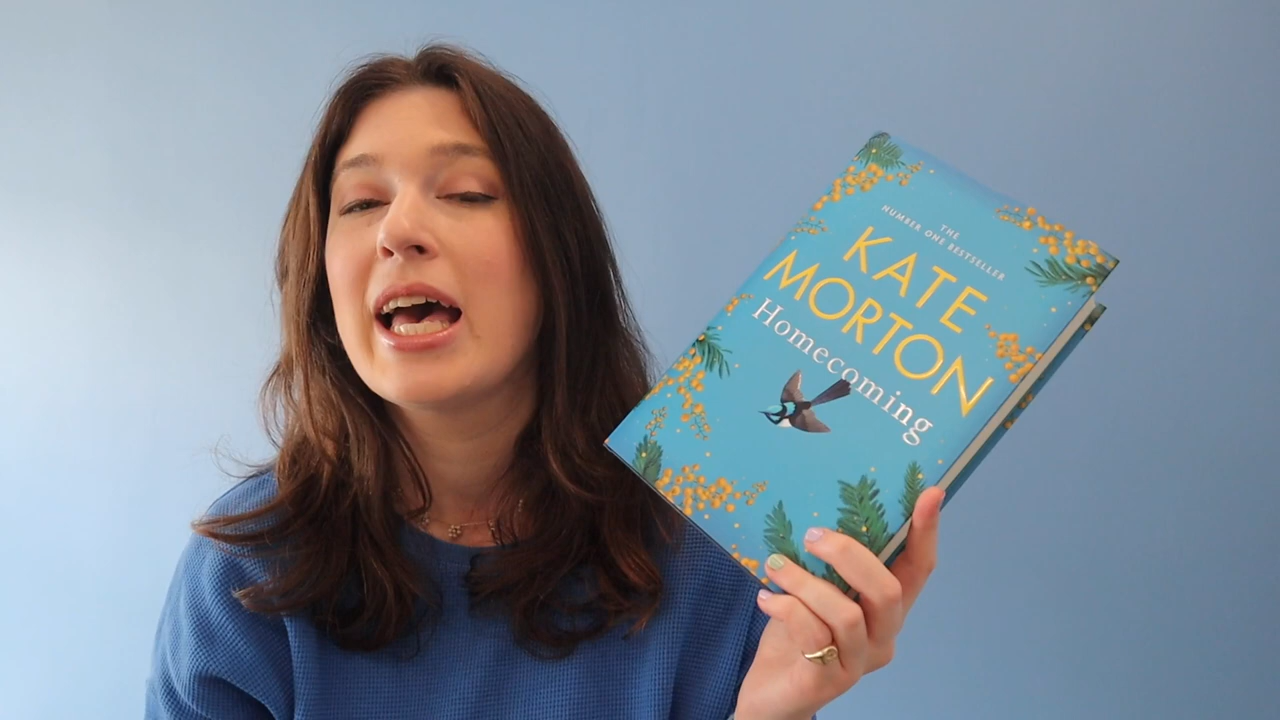 THE
NUMBER ONE BESTSELLER
KATE
MORTON
Homecoming